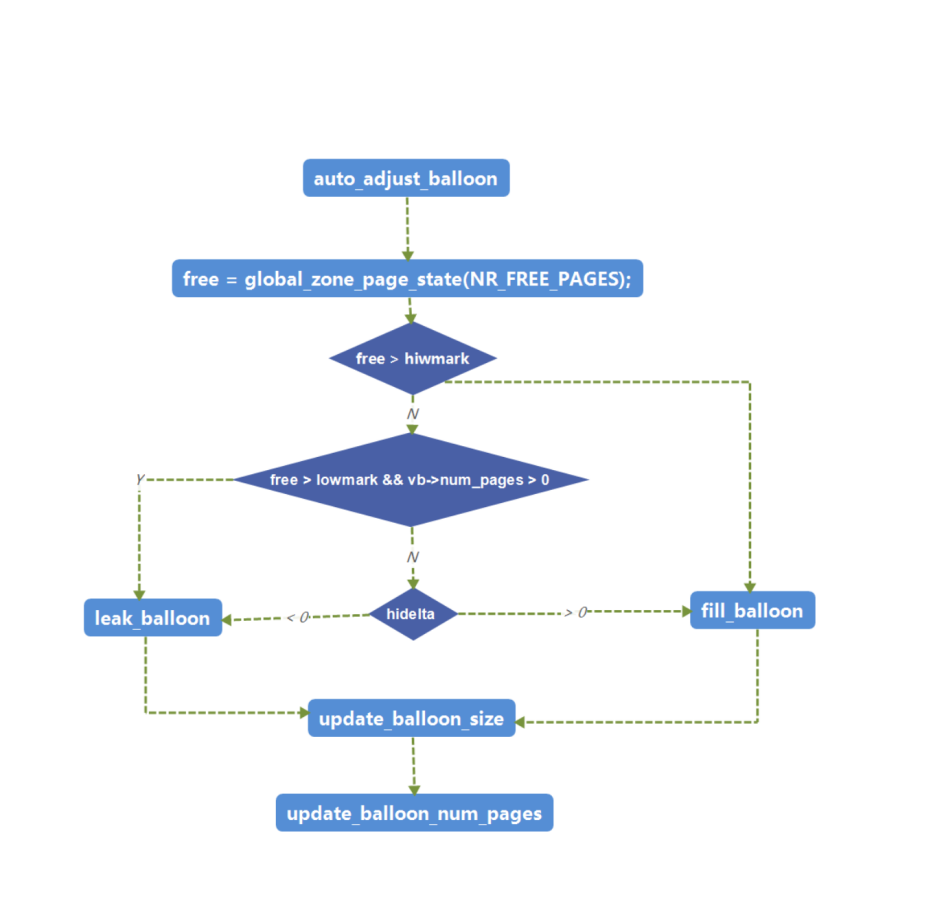 auto_adjust_balloon
free = global_zone_page_state(NR_FREE_PAGES);
free > hiwmark
N
free > lowmark && vb->num_pages > 0
Y
N
leak_balloon
< 0
hidelta
> 0
fill_balloon
update_balloon_size
update_balloon_num_pages